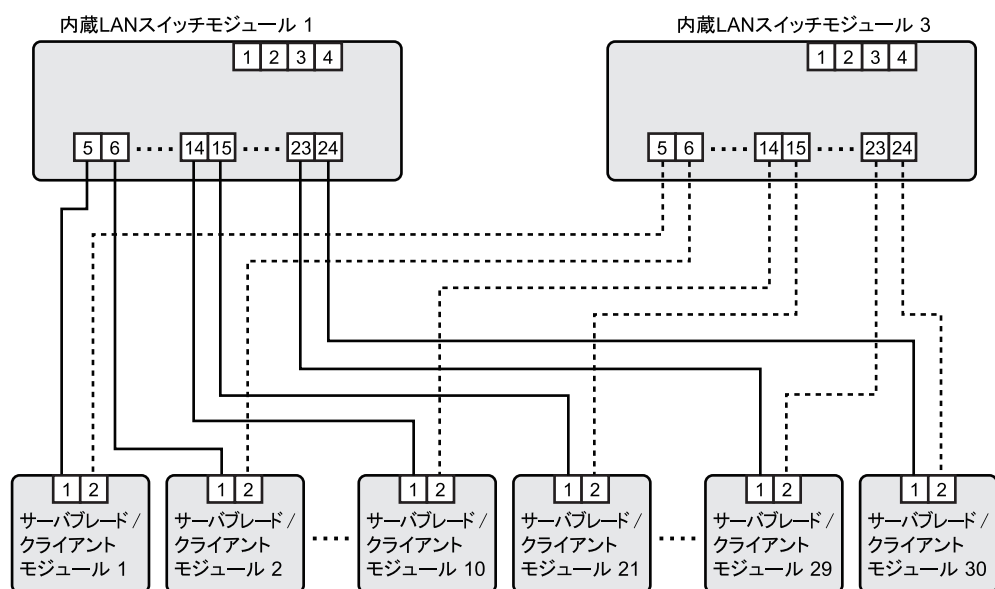 内蔵LANスイッチモジュール 1
内蔵LANスイッチモジュール 3
1 2 3 4
1 2 3 4
5 6 ···· 14 15 ···· 23 24
5 6 ···· 14 15 ···· 23 24
1 2
サーバブレード /
クライアント
モジュール 1
1 2
サーバブレード /
クライアント
モジュール 2
····
1 2
サーバブレード /
クライアント
モジュール 10
1 2
サーバブレード /
クライアント
モジュール 21
····
1 2
サーバブレード /
クライアント
モジュール 29
1 2
サーバブレード /
クライアント
モジュール 30